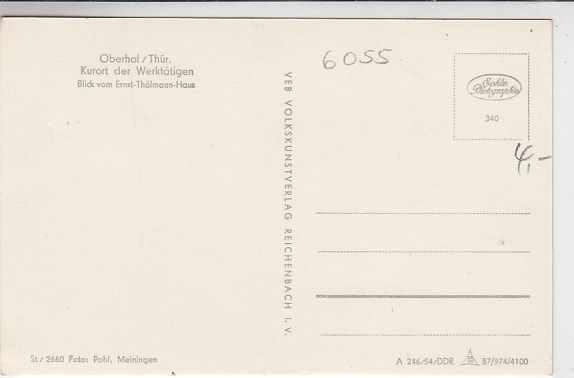 Oberhof / Thür.
Kurort der Werktätigen
Blick vom Ernst-Thälmann-Haus
6055
VEB VOLKSKUNSTVERLAG REICHENBACH I. V.
Echte
Photographie
340
4,-
St/ 2660 Foto: Pohl, Meiningen
A 246/54/DDR 57/974/4100